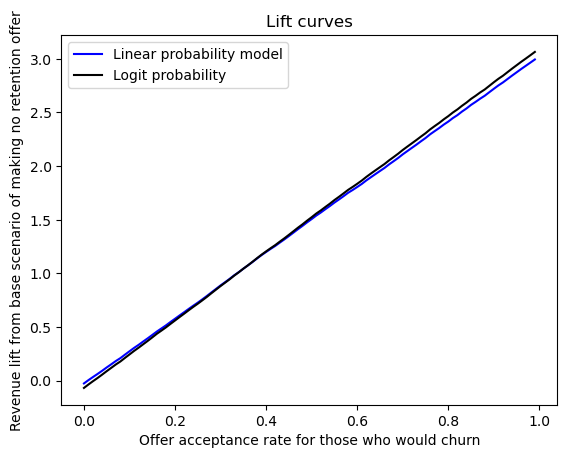 Lift curves
Linear probability model
Logit probability
Revenue lift from base scenario of making no retention offer
3.0
2.5
2.0
1.5
1.0
0.5
0.0
0.0
0.2
0.4
0.6
0.8
1.0
Offer acceptance rate for those who would churn